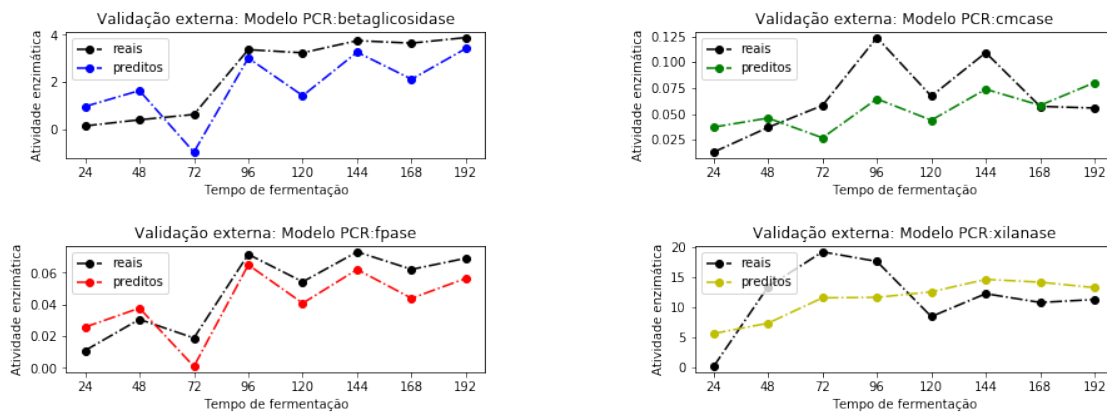 Validação externa: Modelo PCR:betaglicosidase
Atividade enzimática
4
2
0
reais
preditos
24 48 72 96 120 144 168 192
Tempo de fermentação
Validação externa: Modelo PCR:cmcase
Atividade enzimática
0.125
0.100
0.075
0.050
0.025
reais
preditos
24 48 72 96 120 144 168 192
Tempo de fermentação
Validação externa: Modelo PCR:fpase
Atividade enzimática
0.06
0.04
0.02
0.00
reais
preditos
24 48 72 96 120 144 168 192
Tempo de fermentação
Validação externa: Modelo PCR:xilanase
Atividade enzimática
20
15
10
5
0
reais
preditos
24 48 72 96 120 144 168 192
Tempo de fermentação